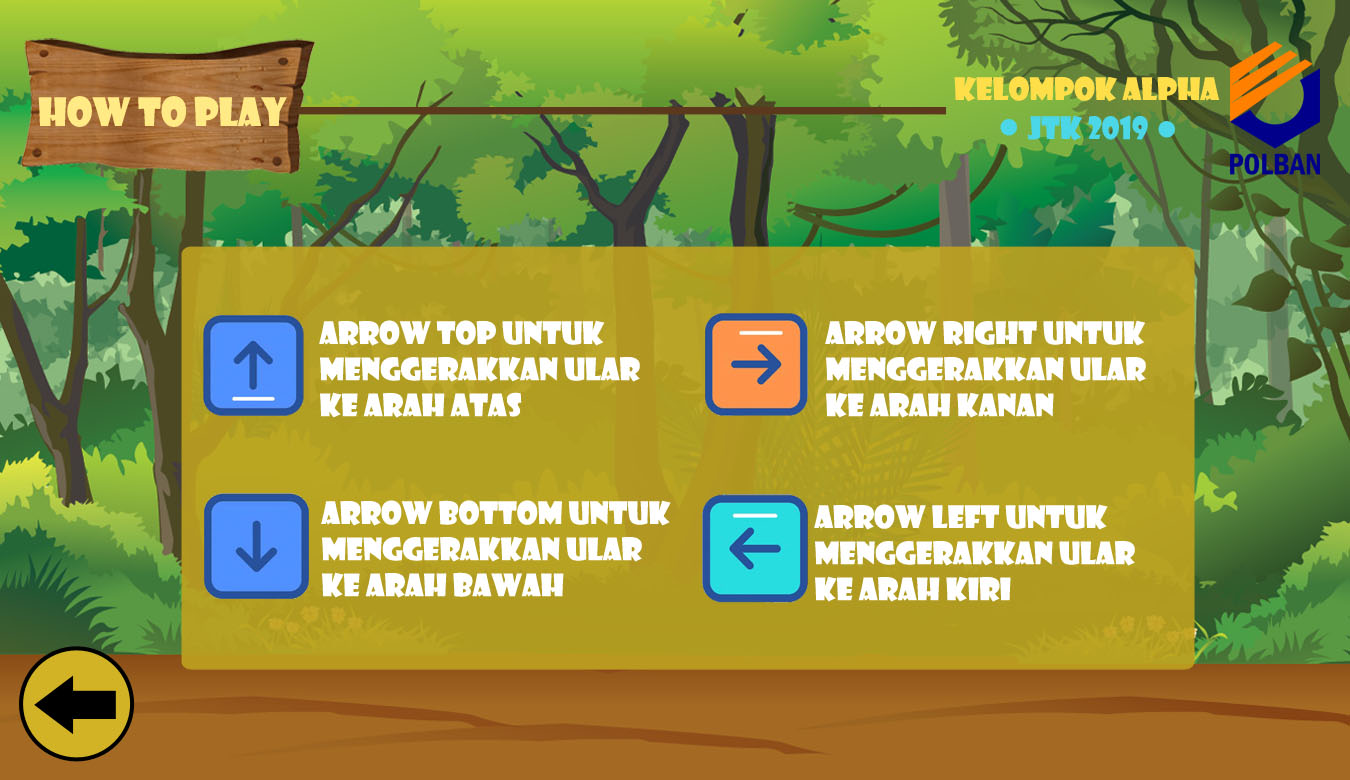 HOW TO PLAY
KELOMPOK ALPHA
• JTK 2019 •
POLBAN
ARROW TOP UNTUK
MENGGERAKKAN ULAR
KE ARAH ATAS
ARROW RIGHT UNTUK
MENGGERAKKAN ULAR
KE ARAH KANAN
ARROW BOTTOM UNTUK
MENGGERAKKAN ULAR
KE ARAH BAWAH
ARROW LEFT UNTUK
MENGGERAKKAN ULAR
KE ARAH KIRI